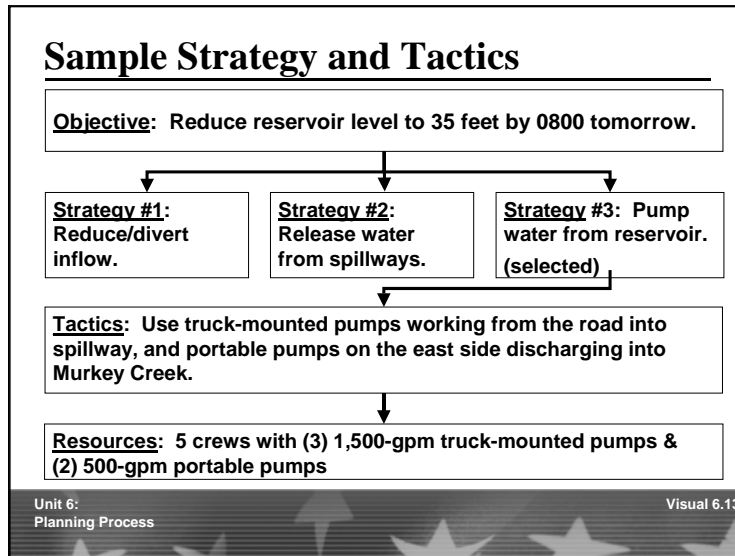 Sample Strategy and Tactics
Objective: Reduce reservoir level to 35 feet by 0800 tomorrow.
Strategy #1:
Reduce/divert
inflow.
Strategy #2:
Release water
from spillways.
Strategy #3: Pump
water from reservoir.
(selected)
Tactics: Use truck-mounted pumps working from the road into
spillway, and portable pumps on the east side discharging into
Murkey Creek.
Resources: 5 crews with (3) 1,500-gpm truck-mounted pumps &
(2) 500-gpm portable pumps
Unit 6:
Planning Process
Visual 6.13